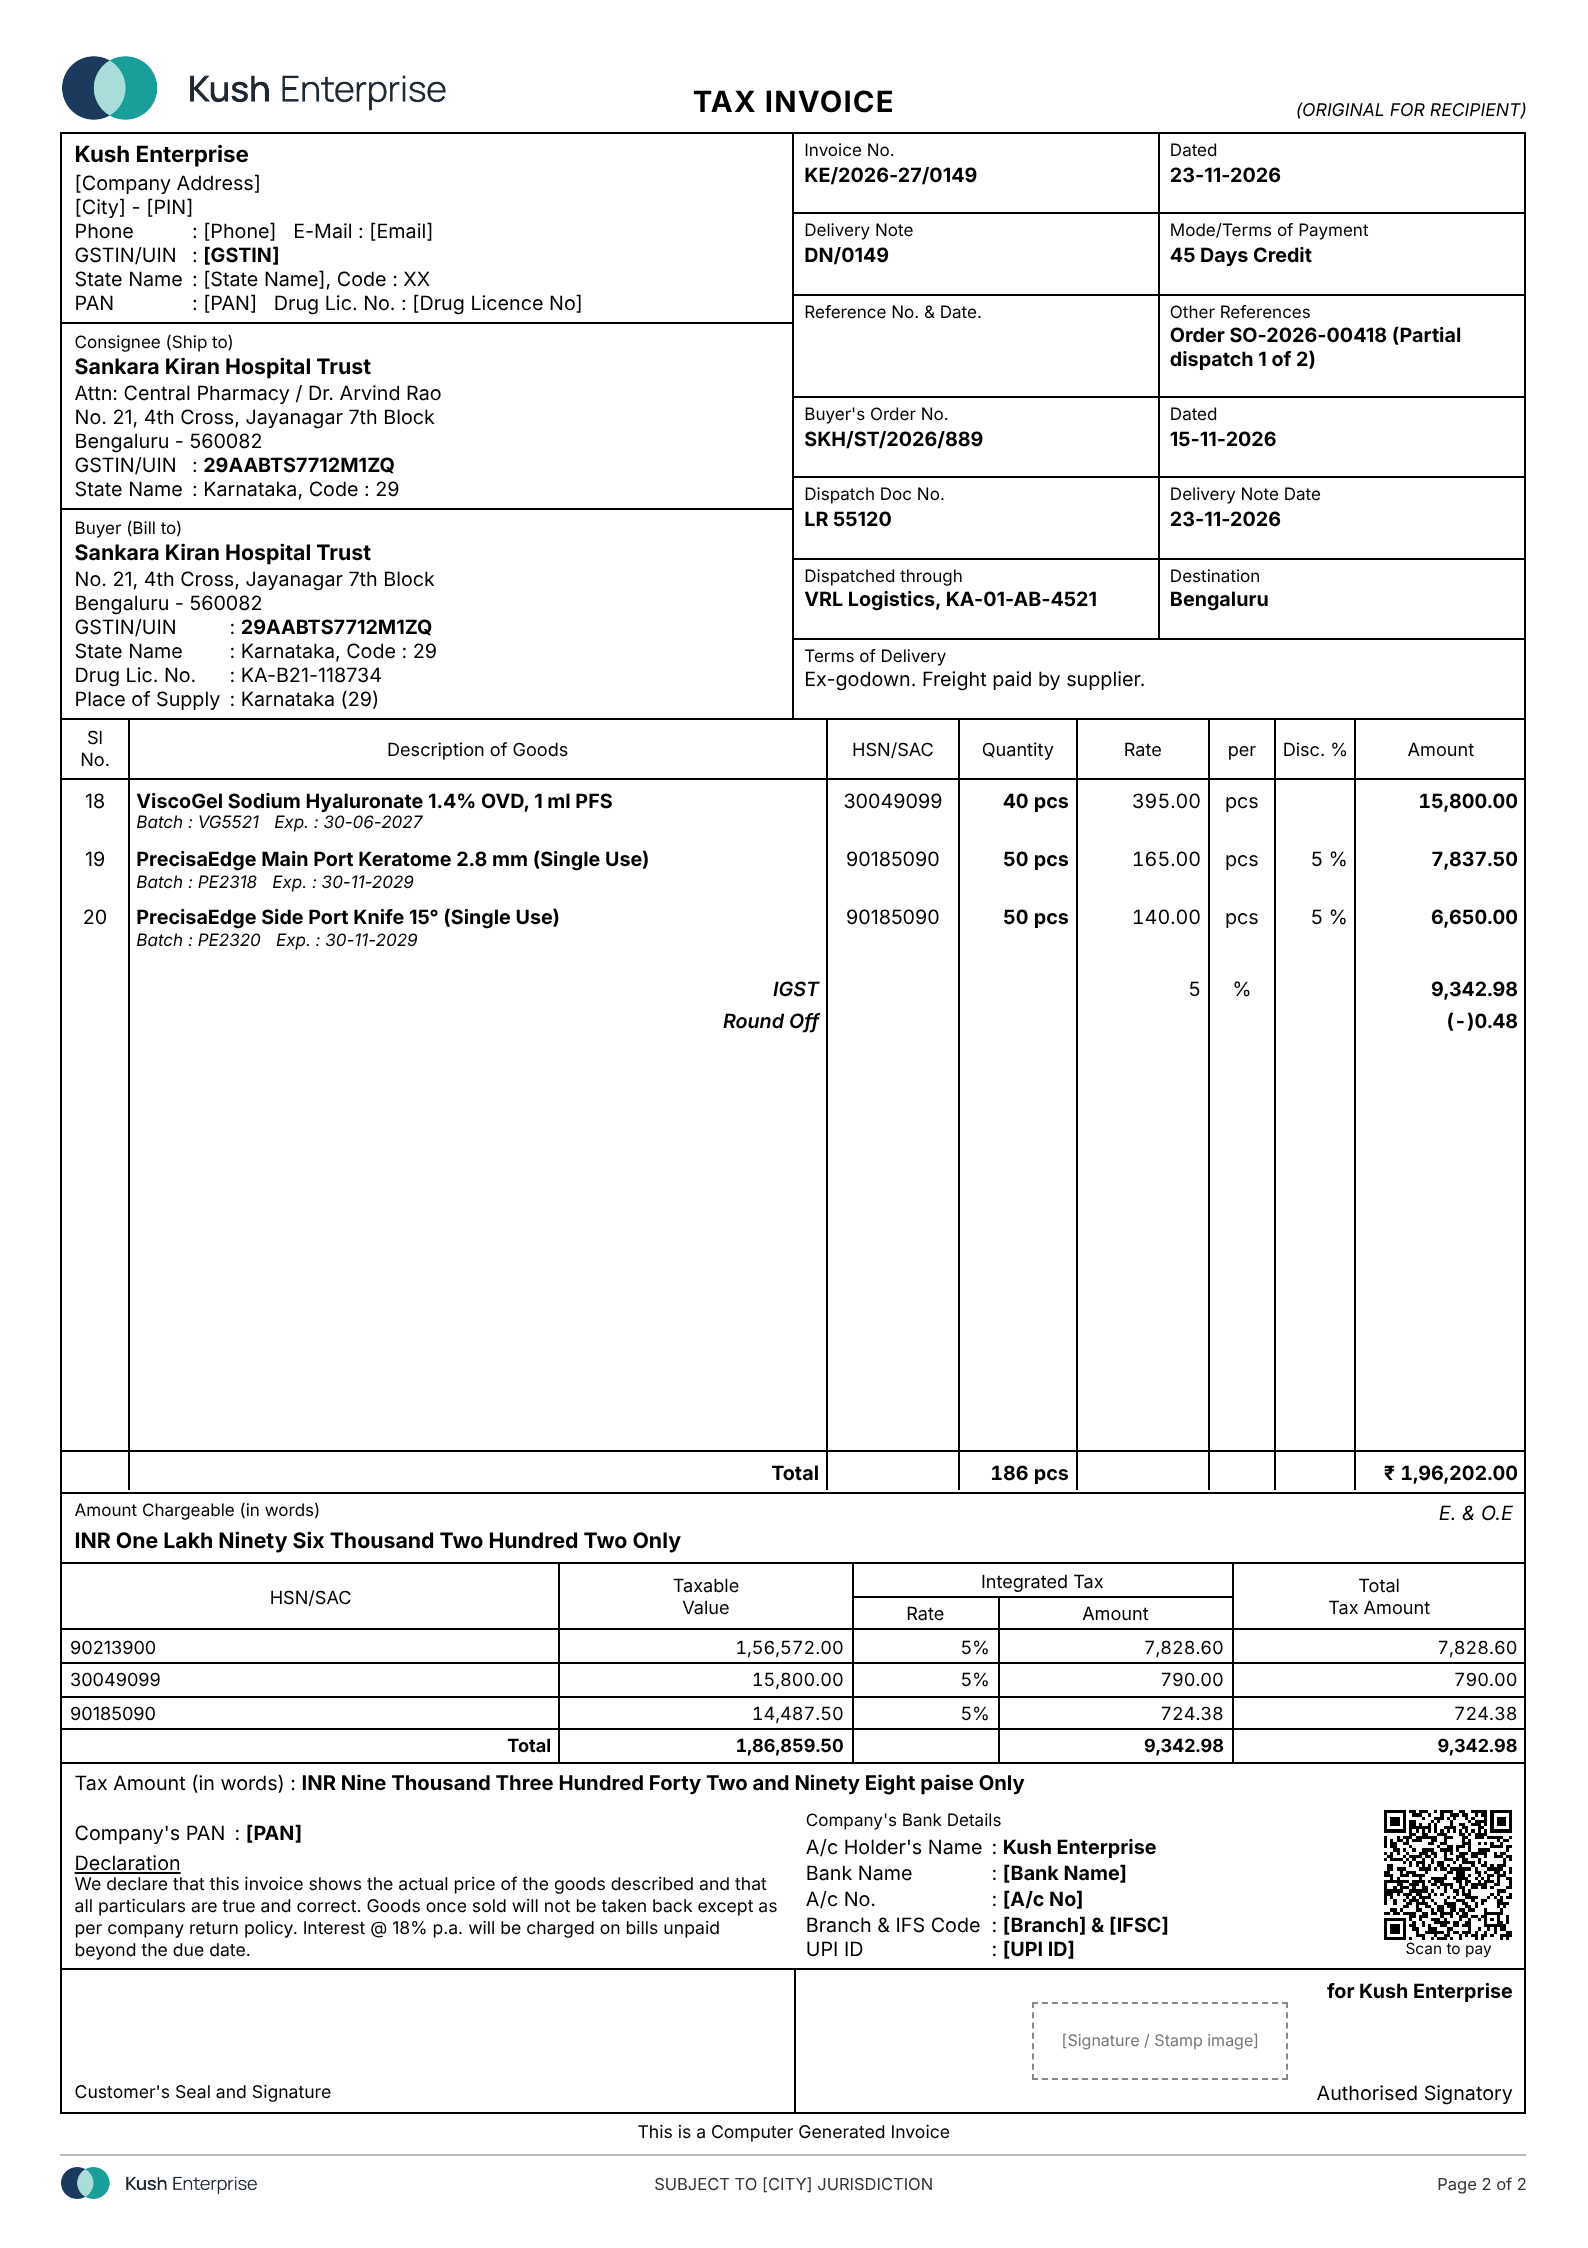 Kush Enterprise
TAX INVOICE
(ORIGINAL FOR RECIPIENT)
Kush Enterprise
[Company Address]
[City] - [PIN]
Phone : [Phone] E-Mail : [Email]
GSTIN/UIN : [GSTIN]
State Name : [State Name], Code : XX
PAN : [PAN] Drug Lic. No. : [Drug Licence No]
Consignee (Ship to)
Sankara Kiran Hospital Trust
Attn: Central Pharmacy / Dr. Arvind Rao
No. 21, 4th Cross, Jayanagar 7th Block
Bengaluru - 560082
GSTIN/UIN : 29AABTS7712M1ZQ
State Name : Karnataka, Code : 29
Buyer (Bill to)
Sankara Kiran Hospital Trust
No. 21, 4th Cross, Jayanagar 7th Block
Bengaluru - 560082
GSTIN/UIN : 29AABTS7712M1ZQ
State Name : Karnataka, Code : 29
Drug Lic. No. : KA-B21-118734
Place of Supply : Karnataka (29)
Invoice No.
KE/2026-27/0149
Dated
23-11-2026
Delivery Note
DN/0149
Mode/Terms of Payment
45 Days Credit
Reference No. & Date.
Other References
Order SO-2026-00418 (Partial
dispatch 1 of 2)
Buyer's Order No.
SKH/ST/2026/889
Dated
15-11-2026
Dispatch Doc No.
LR 55120
Delivery Note Date
23-11-2026
Dispatched through
VRL Logistics, KA-01-AB-4521
Destination
Bengaluru
Terms of Delivery
Ex-godown. Freight paid by supplier.
Sl No. Description of Goods HSN/SAC Quantity Rate per Disc. % Amount
18 ViscoGel Sodium Hyaluronate 1.4% OVD, 1 ml PFS 30049099 40 pcs 395.00 pcs 15,800.00
Batch : VG5521 Exp. : 30-06-2027
19 PrecisaEdge Main Port Keratome 2.8 mm (Single Use) 90185090 50 pcs 165.00 pcs 5 % 7,837.50
Batch : PE2318 Exp. : 30-11-2029
20 PrecisaEdge Side Port Knife 15° (Single Use) 90185090 50 pcs 140.00 pcs 5 % 6,650.00
Batch : PE2320 Exp. : 30-11-2029
IGST 5 % 9,342.98
Round Off (-)0.48
Total 186 pcs ₹ 1,96,202.00
Amount Chargeable (in words) E. & O.E
INR One Lakh Ninety Six Thousand Two Hundred Two Only
HSN/SAC Taxable Value Integrated Tax Total Tax Amount
Rate Amount
90213900 1,56,572.00 5% 7,828.60 7,828.60
30049099 15,800.00 5% 790.00 790.00
90185090 14,487.50 5% 724.38 724.38
Total 1,86,859.50 9,342.98 9,342.98
Tax Amount (in words) : INR Nine Thousand Three Hundred Forty Two and Ninety Eight paise Only
Company's PAN : [PAN]
Declaration
We declare that this invoice shows the actual price of the goods described and that
all particulars are true and correct. Goods once sold will not be taken back except as
per company return policy. Interest @ 18% p.a. will be charged on bills unpaid
beyond the due date.
Company's Bank Details
A/c Holder's Name : Kush Enterprise
Bank Name : [Bank Name]
A/c No. : [A/c No]
Branch & IFS Code : [Branch] & [IFSC]
UPI ID : [UPI ID]
Scan to pay
Customer's Seal and Signature
for Kush Enterprise
[Signature / Stamp image]
Authorised Signatory
This is a Computer Generated Invoice
Kush Enterprise SUBJECT TO [CITY] JURISDICTION Page 2 of 2